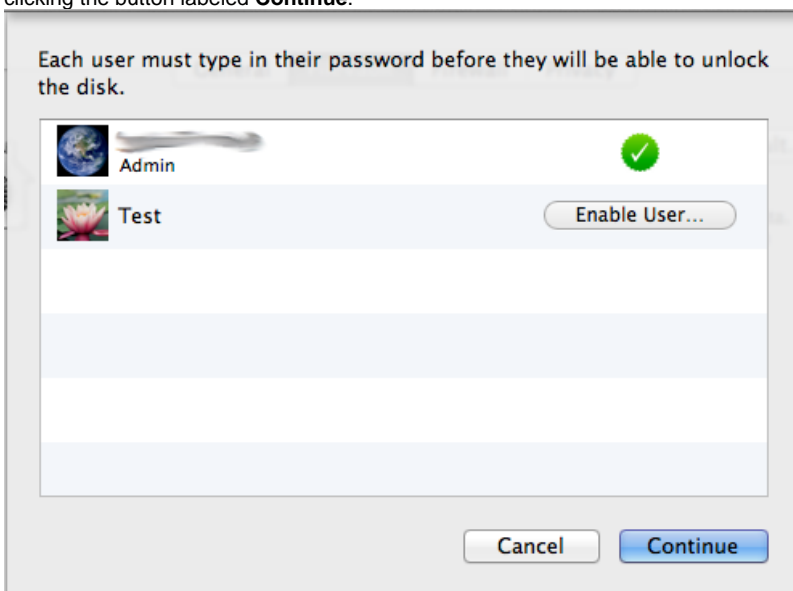 clicking the button labeled Continue.
Each user must type in their password before they will be able to unlock
the disk.
Admin
Test
Enable User...
Cancel
Continue